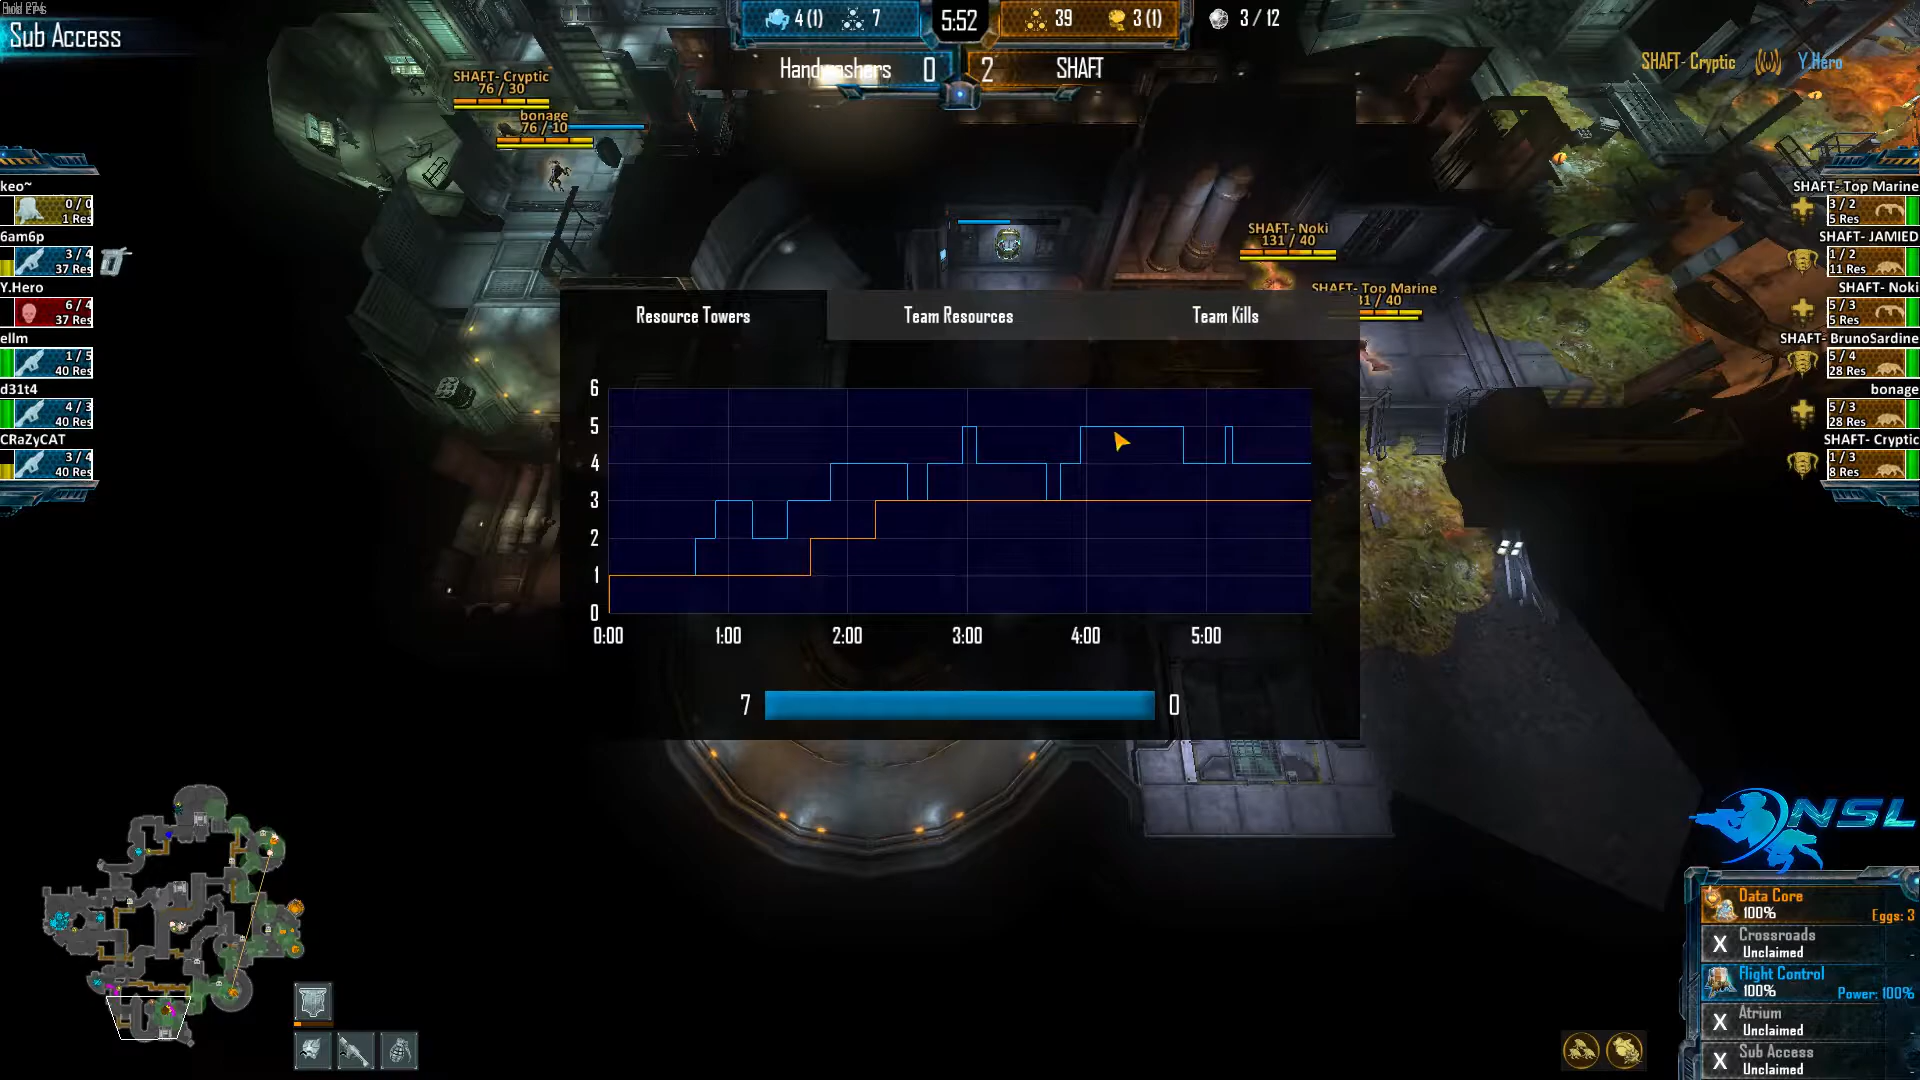 Sub Access
4 (1)
7
5:52
39
3 (1)
3 / 12
Handwashers
0
2
SHAFT
SHAFT- Cryptic
Y.Hero
SHAFT- Cryptic
76 / 30
bonage
76 / 10
SHAFT- Noki
131 / 40
SHAFT- Top Marine
31 / 40
keo~
0 / 0
1 Res
6am6p
3 / 4
37 Res
Y.Hero
6 / 4
37 Res
ellm
1 / 5
40 Res
d31t4
4 / 3
40 Res
CRaZyCAT
3 / 4
40 Res
SHAFT- Top Marine
3 / 2
5 Res
SHAFT- JAMIED
1 / 2
11 Res
SHAFT- Noki
5 / 3
5 Res
SHAFT- BrunoSardine
5 / 4
28 Res
bonage
5 / 3
28 Res
SHAFT- Cryptic
1 / 3
8 Res
Resource Towers
Team Resources
Team Kills
6
5
4
3
2
1
0
0:00
1:00
2:00
3:00
4:00
5:00
7
0
NSL
Data Core
100%
Eggs: 3
X
Crossroads
Unclaimed
Flight Control
100%
Power: 100%
X
Atrium
Unclaimed
X
Sub Access
Unclaimed